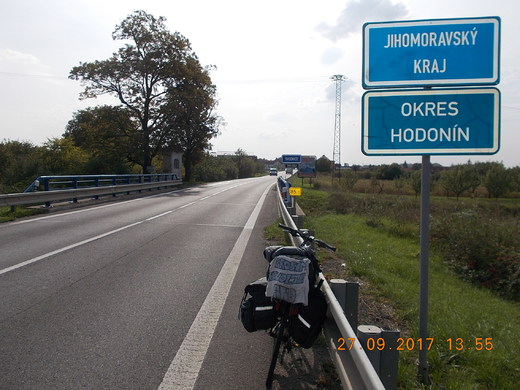 JIHOMORAVSKÝ
KRAJ
OKRES
HODONÍN
27.09.2017 13 55